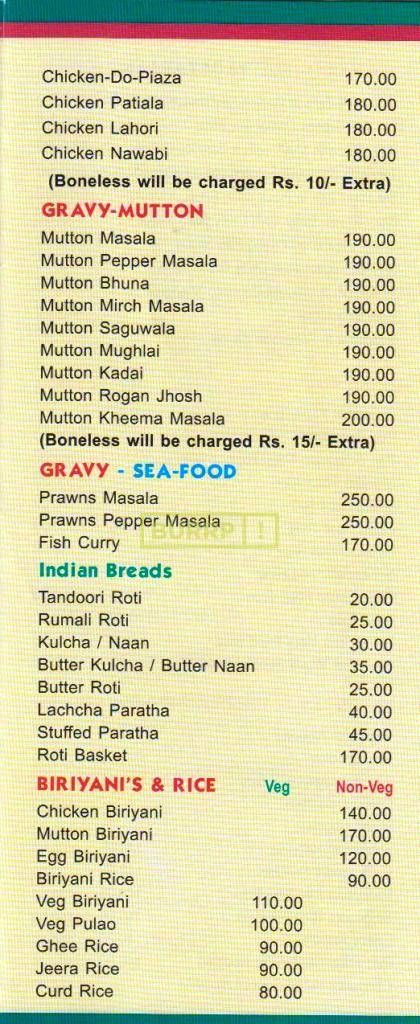 Chicken-Do-Piaza 170.00
Chicken Patiala 180.00
Chicken Lahori 180.00
Chicken Nawabi 180.00
(Boneless will be charged Rs. 10/- Extra)
GRAVY-MUTTON
Mutton Masala 190.00
Mutton Pepper Masala 190.00
Mutton Bhuna 190.00
Mutton Mirch Masala 190.00
Mutton Saguwala 190.00
Mutton Mughlai 190.00
Mutton Kadai 190.00
Mutton Rogan Jhosh 190.00
Mutton Kheema Masala 200.00
(Boneless will be charged Rs. 15/- Extra)
GRAVY - SEA-FOOD
Prawns Masala 250.00
Prawns Pepper Masala 250.00
BURRP!
Fish Curry 170.00
Indian Breads
Tandoori Roti 20.00
Rumali Roti 25.00
Kulcha / Naan 30.00
Butter Kulcha / Butter Naan 35.00
Butter Roti 25.00
Lachcha Paratha 40.00
Stuffed Paratha 45.00
Roti Basket 170.00
BIRIYANI'S & RICE Veg Non-Veg
Chicken Biriyani 140.00
Mutton Biriyani 170.00
Egg Biriyani 120.00
Biriyani Rice 90.00
Veg Biriyani 110.00
Veg Pulao 100.00
Ghee Rice 90.00
Jeera Rice 90.00
Curd Rice 80.00